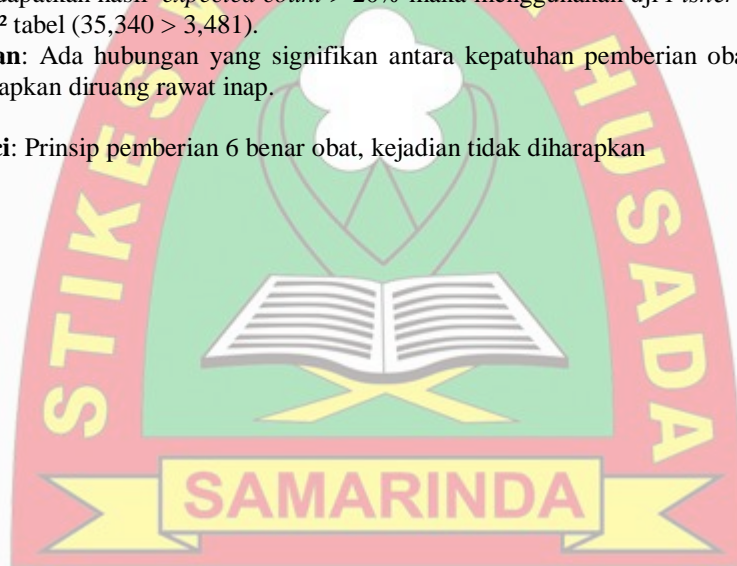 dapatkan hasil expected count > 20% maka menggunakan uji Fisher
² tabel (35,340 > 3,481).
an: Ada hubungan yang signifikan antara kepatuhan pemberian oba
apkan diruang rawat inap.
ci: Prinsip pemberian 6 benar obat, kejadian tidak diharapkan
STIKES
HUSADA
SAMARINDA